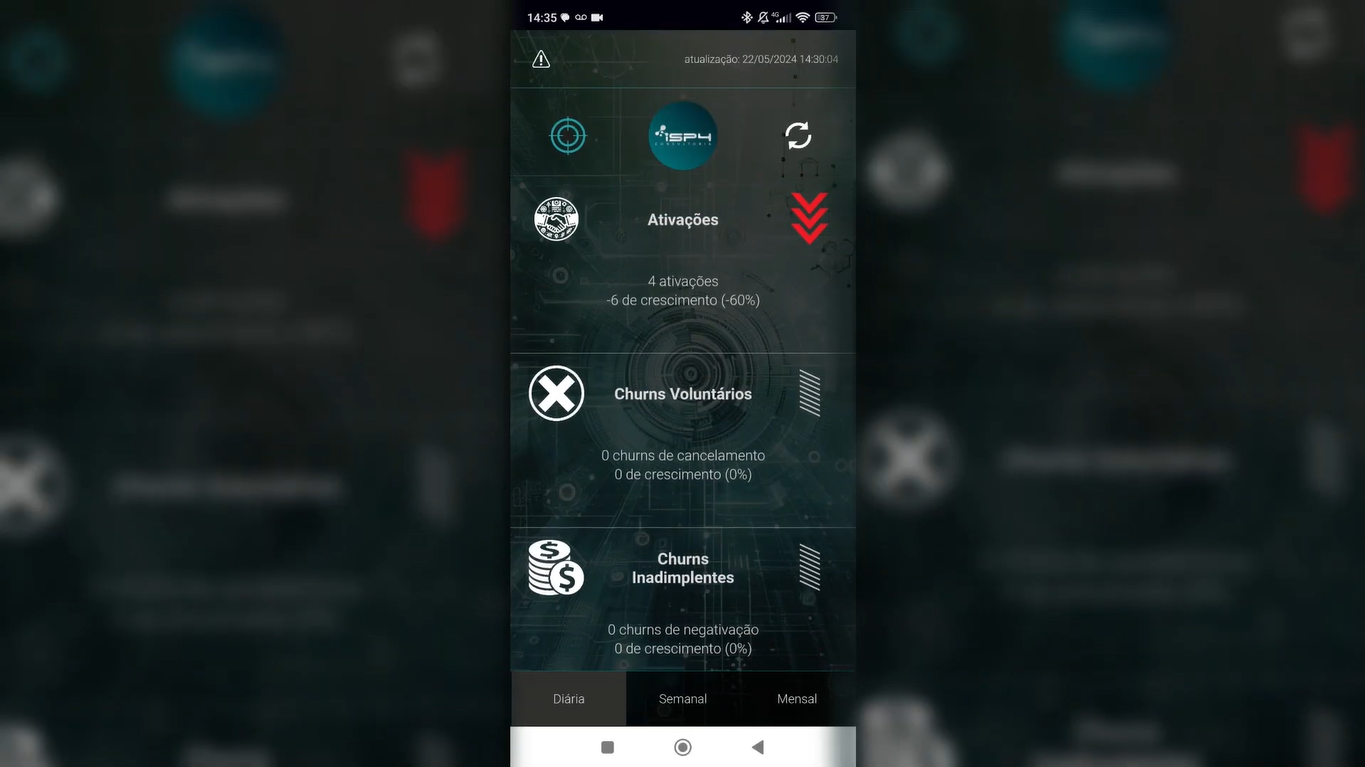 14:35
4G
37
atualização: 22/05/2024 14:30:04
ISP4
CONSULTORIA
Ativações
4 ativações
-6 de crescimento (-60%)
Churns Voluntários
0 churns de cancelamento
0 de crescimento (0%)
Churns
Inadimplentes
0 churns de negativação
0 de crescimento (0%)
Diária
Semanal
Mensal